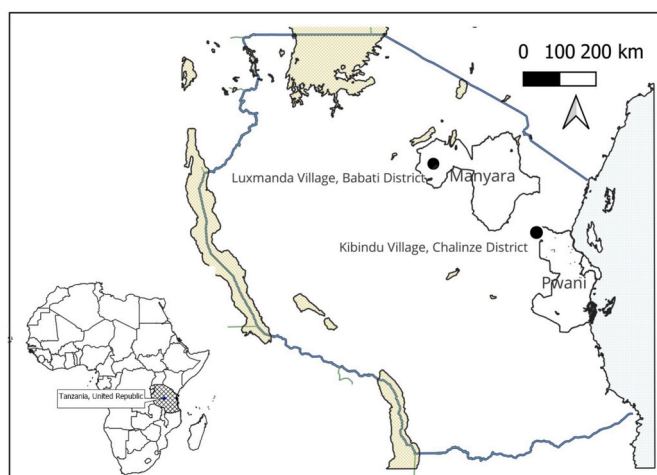 0 100 200 km
Luxmanda Village, Babati District
Manyara
Kibindu Village, Chalinze District
Pwani
Tanzania, United Republic